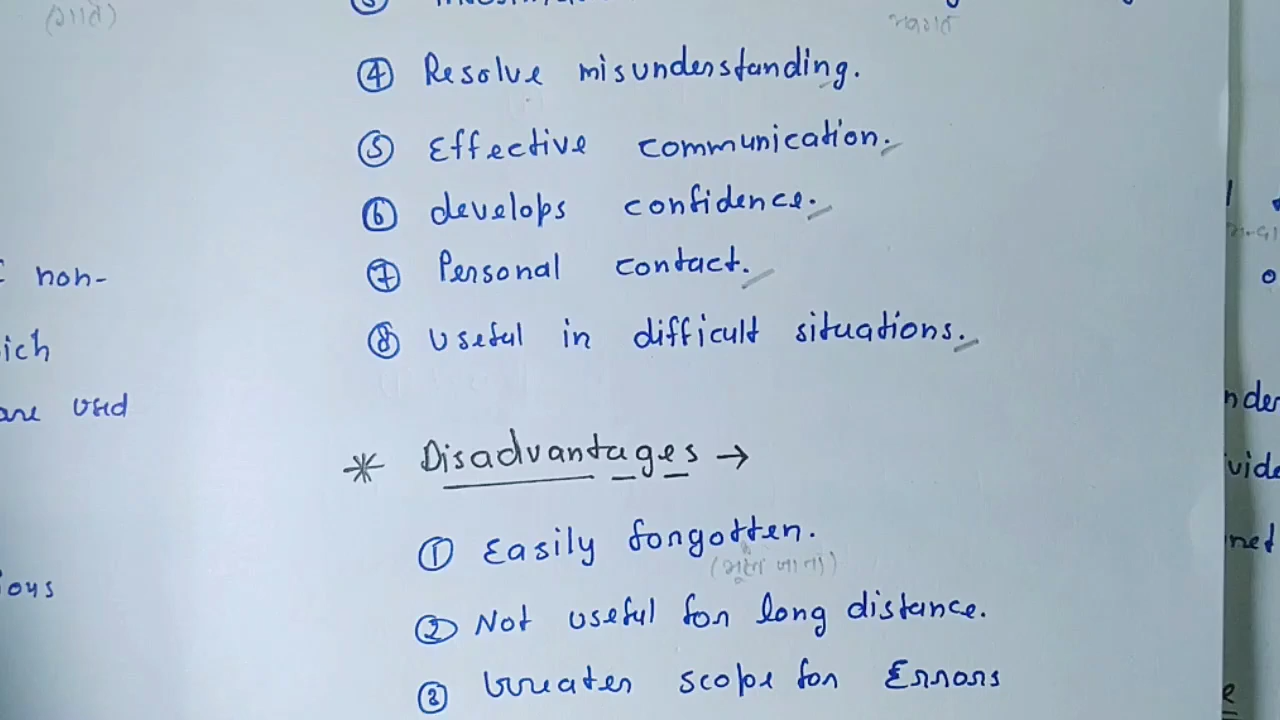 ④ Resolve misunderstanding.
⑤ Effective communication.
⑥ develops confidence.
⑦ Personal contact.
⑧ Useful in difficult situations.
* Disadvantages →
① Easily forgotten.
(भूल जाना)
② Not useful for long distance.
③ Greater scope for Errors
non-
ich
are used
ious
nder
vide
ned